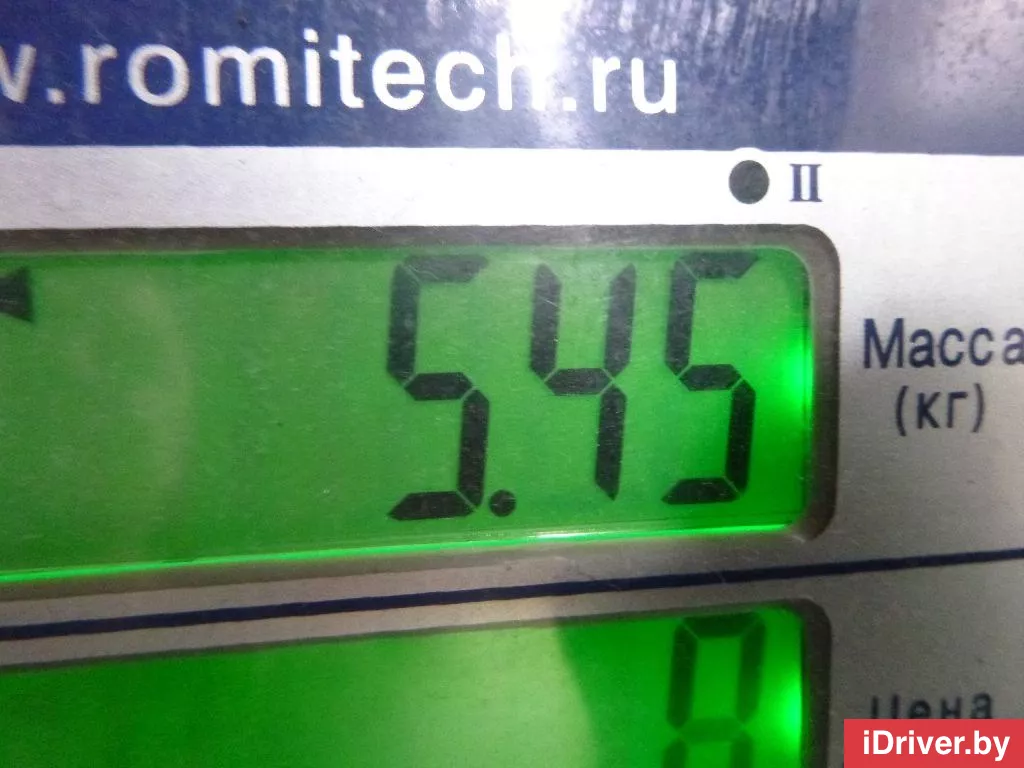 w.romitech.ru
II
5.45
Масса
(кг)
0
Цена
iDriver.by